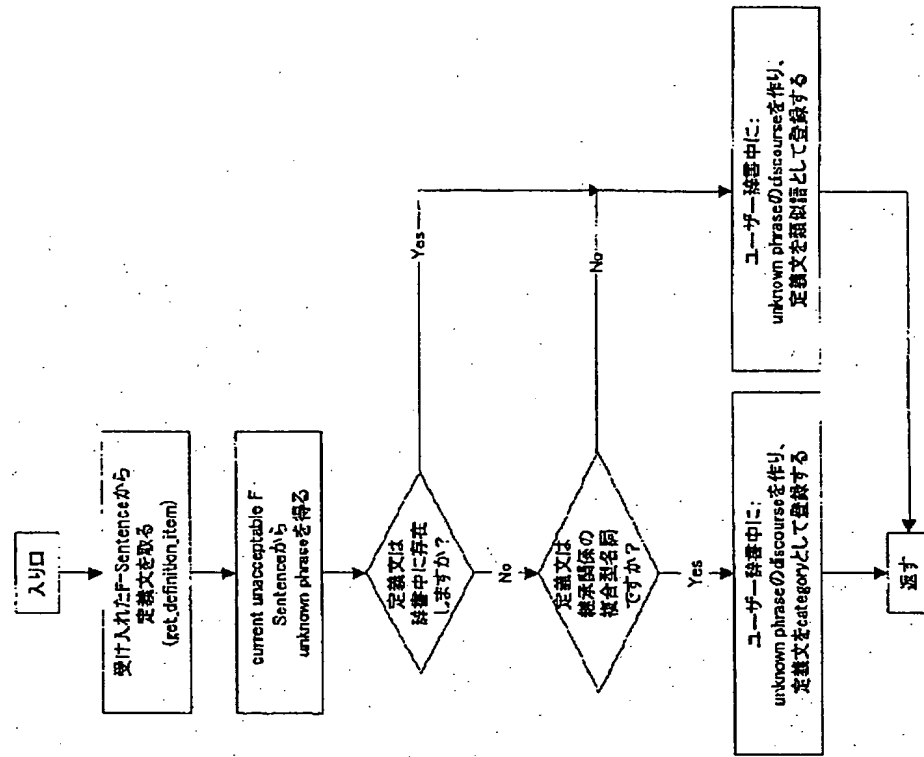 入り口
受け入れたF-Sentenceから
定義文を取る
(get_definition_item)
current unacceptable F
Sentenceから
unknown phraseを得る
定義文は
辞書中に存在
しますか?
Yes
No
定義文は
継承関係の
複合型名詞
ですか?
No
Yes
ユーザー辞書中に:
unknown phraseのdiscourseを作り、
定義文をcategoryとして登録する
ユーザー辞書中に:
unknown phraseのdiscourseを作り、
定義文を類似語として登録する
返す